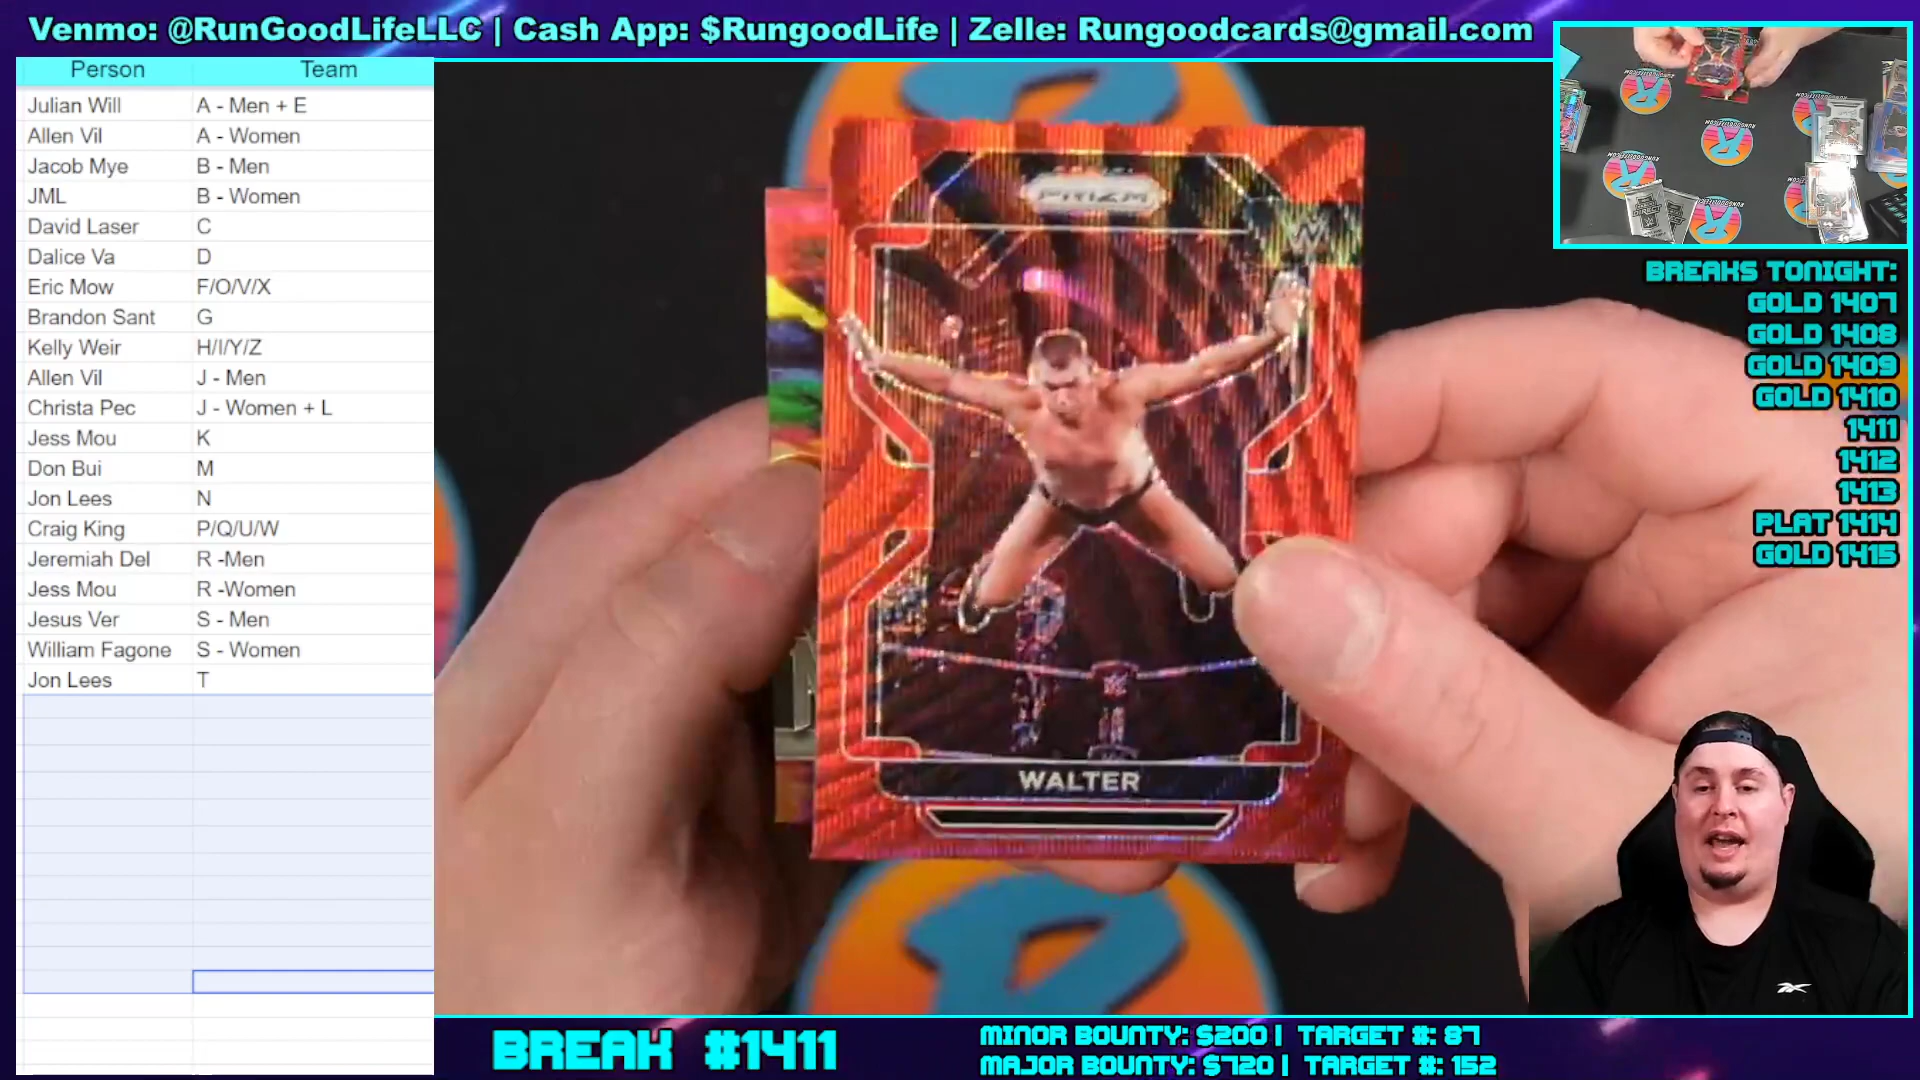 Venmo: @RunGoodLifeLLC | Cash App: $RungoodLife | Zelle: Rungoodcards@gmail.com
Person Team
Julian Will A - Men + E
Allen Vil A - Women
Jacob Mye B - Men
JML B - Women
David Laser C
Dalice Va D
Eric Mow F/O/V/X
Brandon Sant G
Kelly Weir H/I/Y/Z
Allen Vil J - Men
Christa Pec J - Women + L
Jess Mou K
Don Bui M
Jon Lees N
Craig King P/Q/U/W
Jeremiah Del R -Men
Jess Mou R -Women
Jesus Ver S - Men
William Fagone S - Women
Jon Lees T
PRIZM
WALTER
BREAKS TONIGHT:
GOLD 1407
GOLD 1408
GOLD 1409
GOLD 1410
1411
1412
1413
PLAT 1414
GOLD 1415
BREAK #1411
MINOR BOUNTY: $200 | TARGET #: 87
MAJOR BOUNTY: $720 | TARGET #: 152